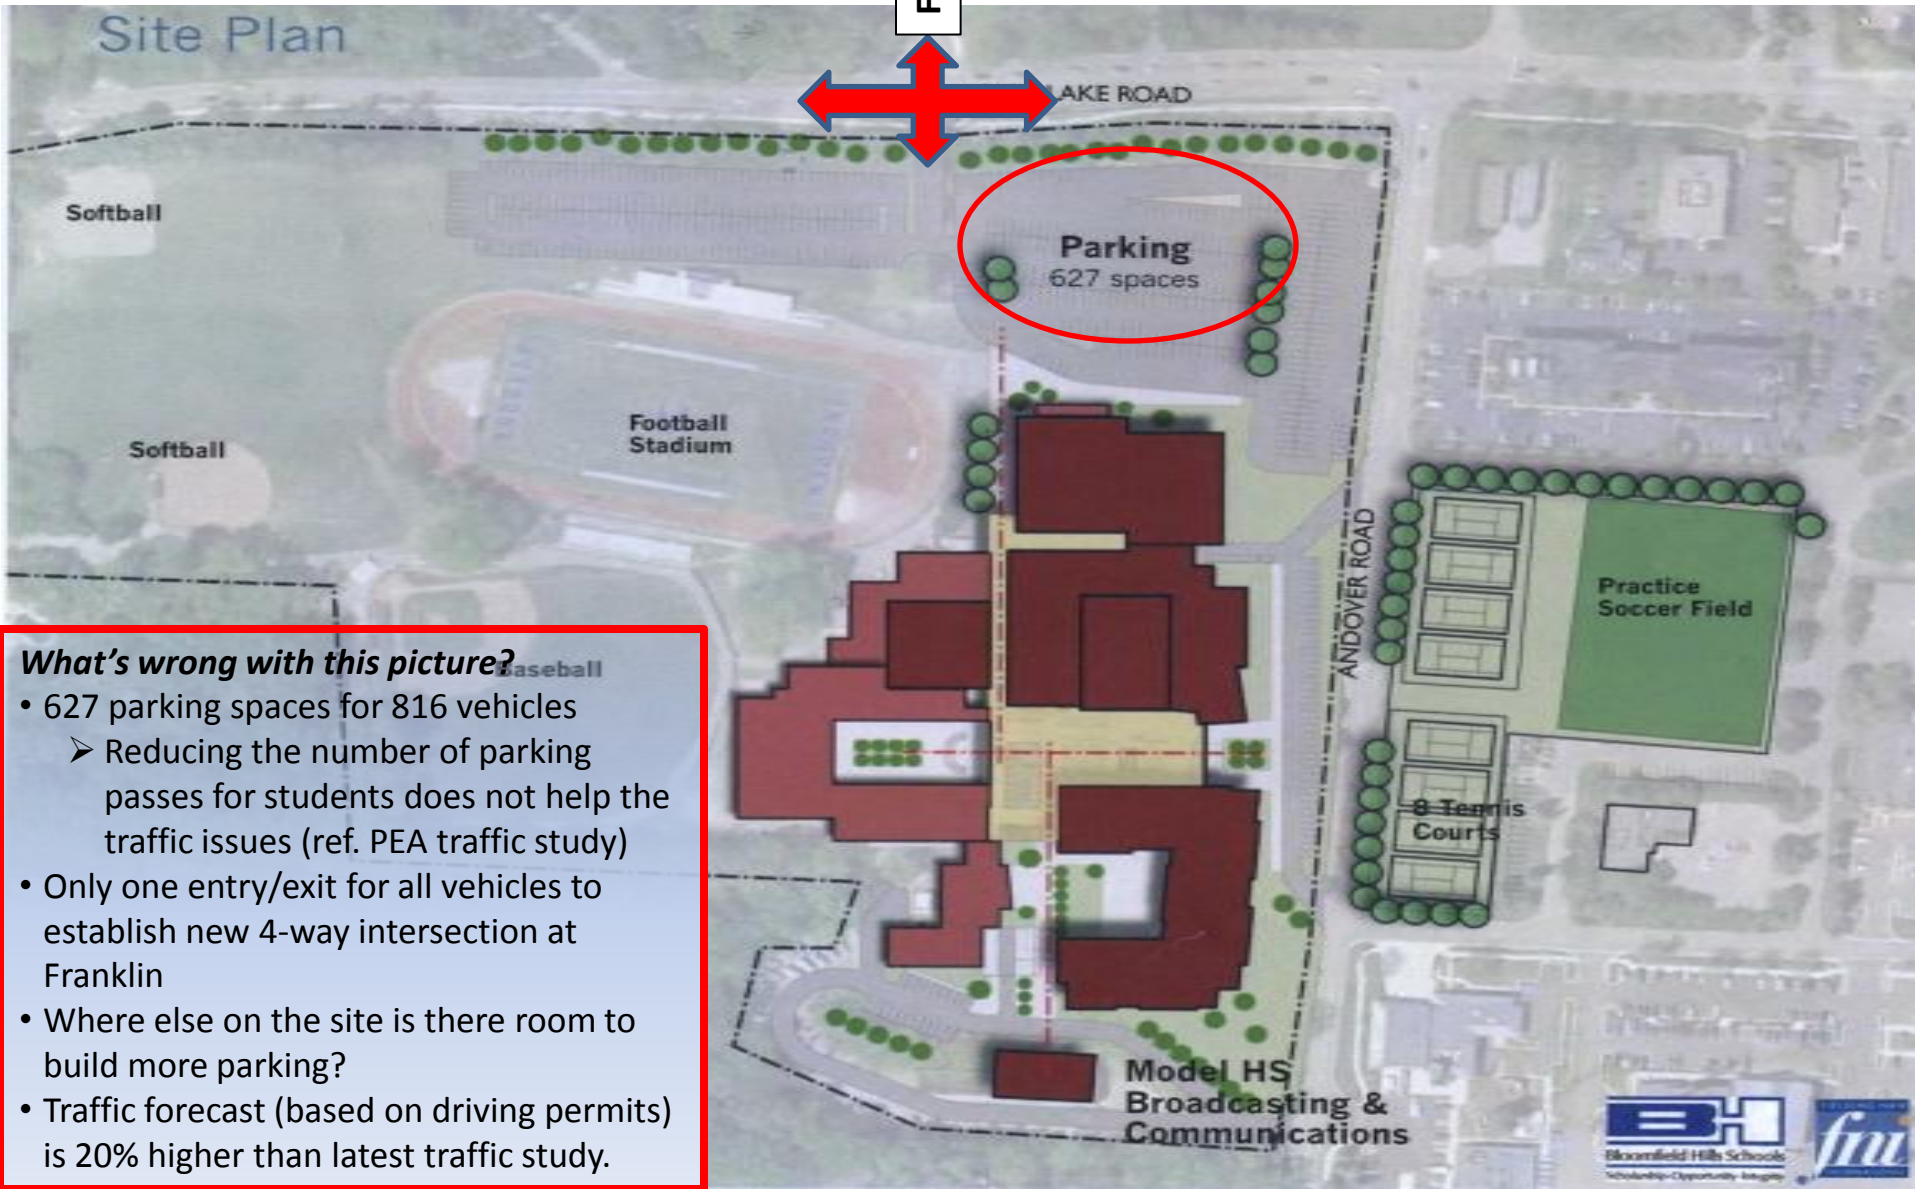 Site Plan
F
LAKE ROAD
Softball
Parking
627 spaces
Football
Stadium
Softball
ANDOVER ROAD
Practice
Soccer Field
What's wrong with this picture?
Baseball
• 627 parking spaces for 816 vehicles
➢ Reducing the number of parking
passes for students does not help the
traffic issues (ref. PEA traffic study)
• Only one entry/exit for all vehicles to
establish new 4-way intersection at
Franklin
• Where else on the site is there room to
build more parking?
• Traffic forecast (based on driving permits)
is 20% higher than latest traffic study.
8 Tennis
Courts
Model HS
Broadcasting &
Communications
BH
Bloomfield Hills Schools
Scholarship·Opportunity·Integrity
fni